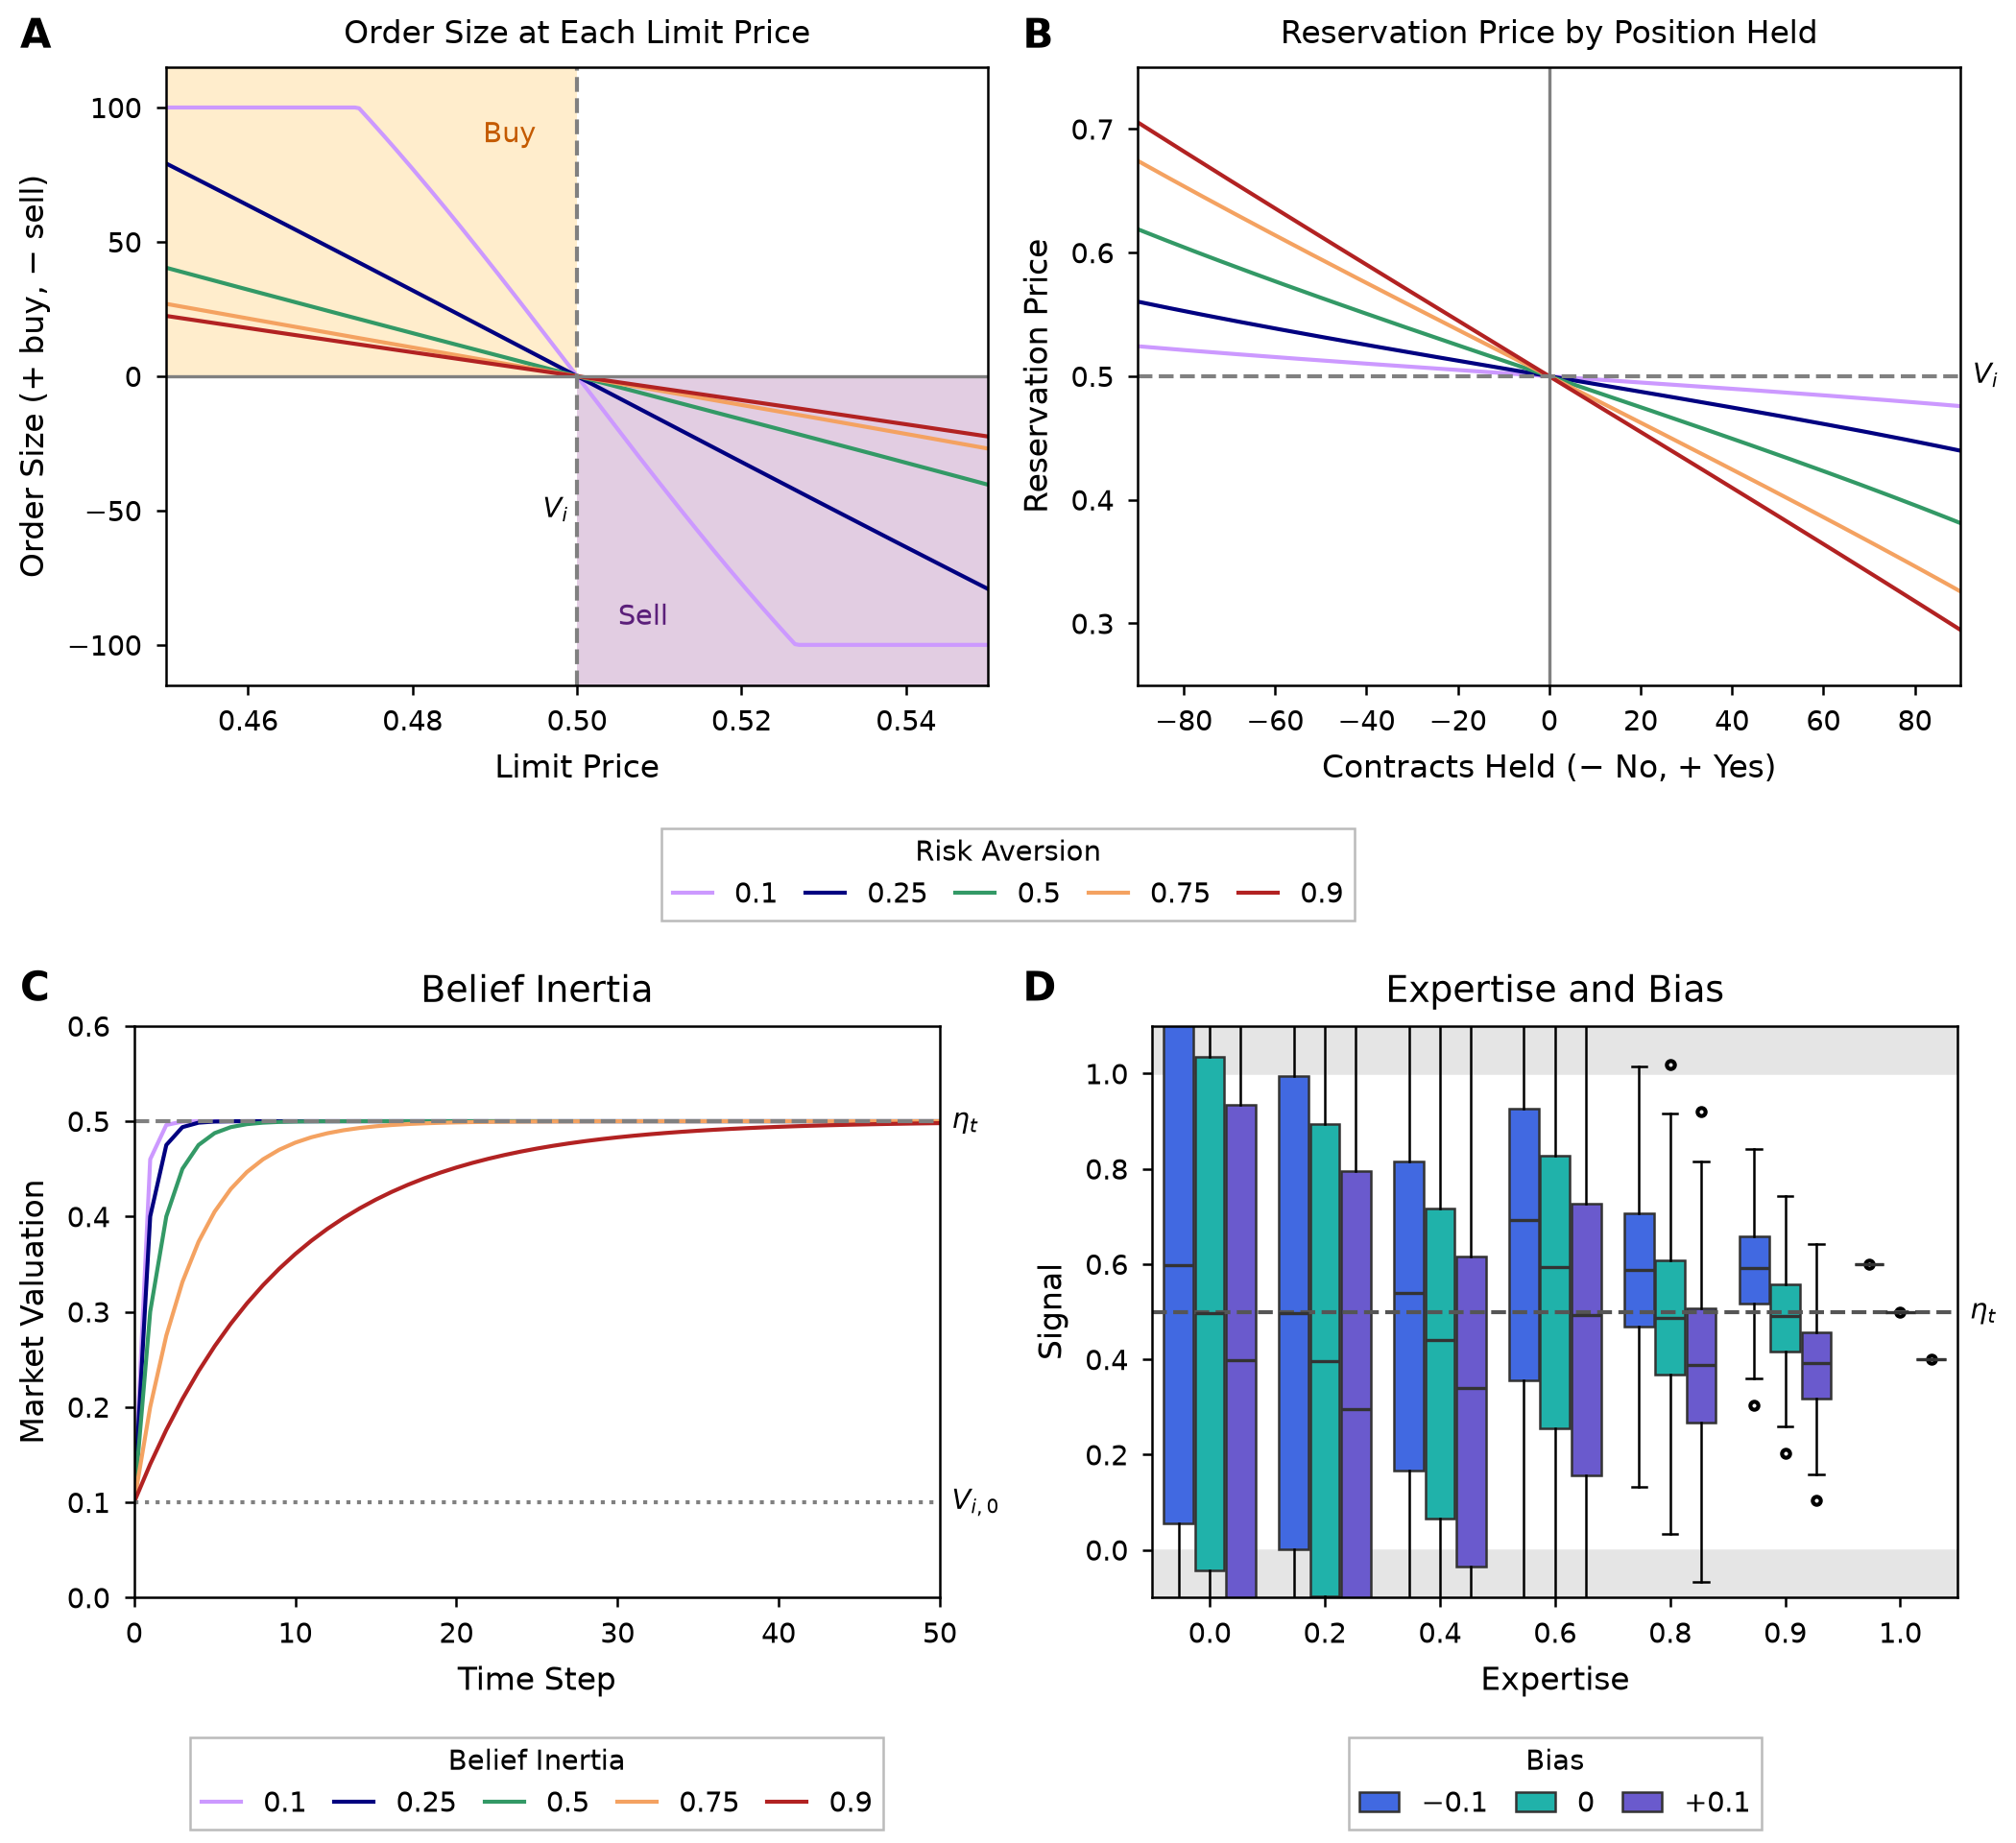 A
Order Size at Each Limit Price
Order Size (+ buy, − sell)
100
50
0
−50
−100
Buy
Sell
V_i
0.46 0.48 0.50 0.52 0.54
Limit Price
B
Reservation Price by Position Held
Reservation Price
0.7
0.6
0.5
0.4
0.3
V_i
−80 −60 −40 −20 0 20 40 60 80
Contracts Held (− No, + Yes)
Risk Aversion
0.1 0.25 0.5 0.75 0.9
C
Belief Inertia
Market Valuation
0.6
0.5
0.4
0.3
0.2
0.1
0.0
η_t
V_{i,0}
0 10 20 30 40 50
Time Step
Belief Inertia
0.1 0.25 0.5 0.75 0.9
D
Expertise and Bias
Signal
1.0
0.8
0.6
0.4
0.2
0.0
η_t
0.0 0.2 0.4 0.6 0.8 0.9 1.0
Expertise
Bias
−0.1 0 +0.1